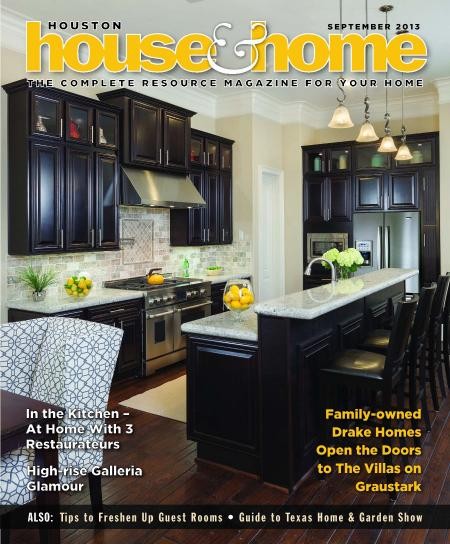 HOUSTON
SEPTEMBER 2013
house&home
THE COMPLETE RESOURCE MAGAZINE FOR YOUR HOME
In the Kitchen –
At Home With 3
Restaurateurs
High-rise Galleria
Glamour
Family-owned
Drake Homes
Open the Doors
to The Villas on
Graustark
ALSO: Tips to Freshen Up Guest Rooms • Guide to Texas Home & Garden Show